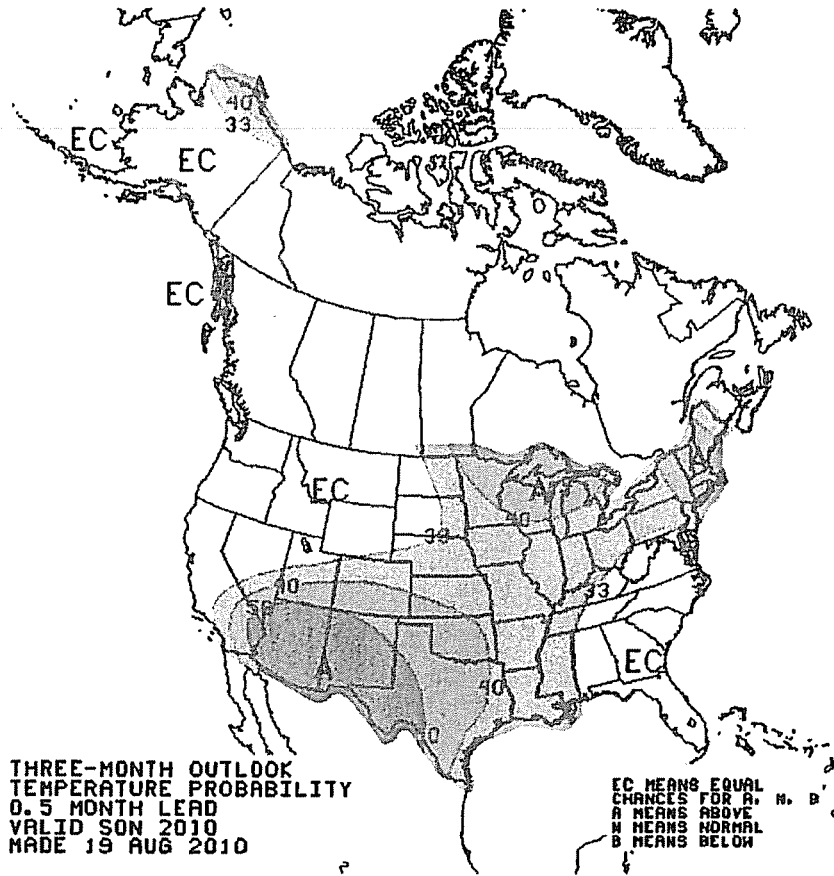 40
33
EC
EC
EC
EC
A
40
33
40
50
33
A
40
EC
THREE-MONTH OUTLOOK
TEMPERATURE PROBABILITY
0.5 MONTH LEAD
VALID SON 2010
MADE 19 AUG 2010
EC MEANS EQUAL
CHANCES FOR A, N, B
A MEANS ABOVE
N MEANS NORMAL
B MEANS BELOW